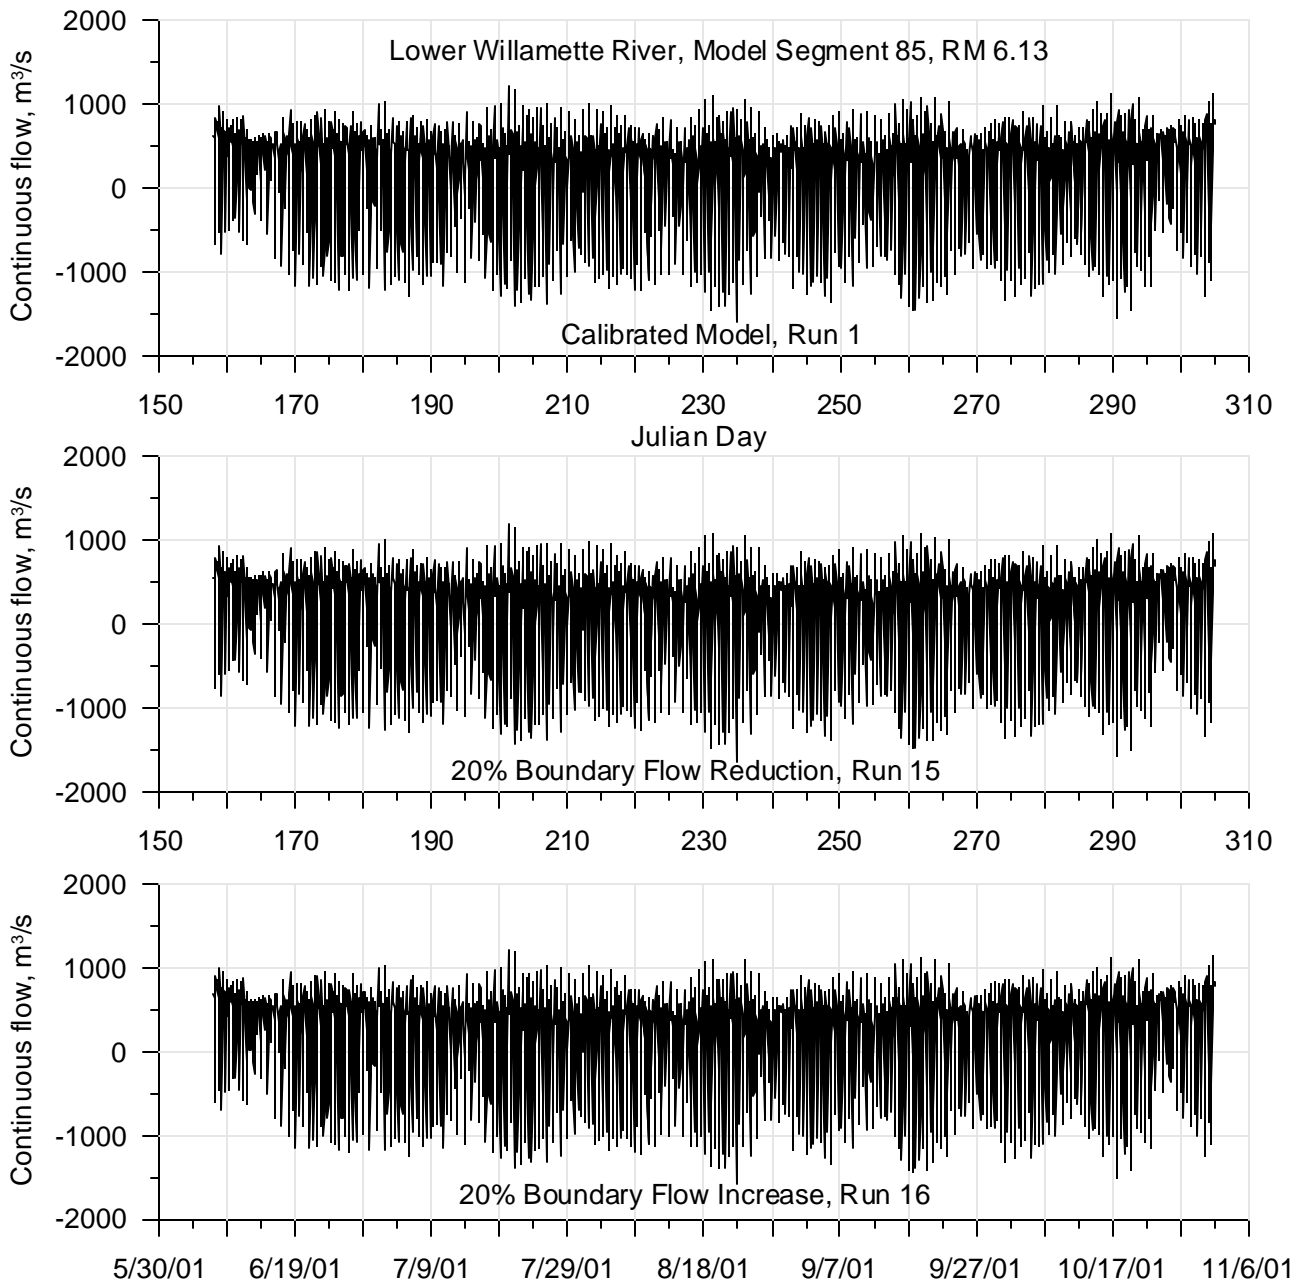 2000
Lower Willamette River, Model Segment 85, RM 6.13
1000
0
-1000
Calibrated Model, Run 1
-2000
Continuous flow, m³/s
150 170 190 210 230 250 270 290 310
Julian Day
2000
1000
0
-1000
20% Boundary Flow Reduction, Run 15
-2000
Continuous flow, m³/s
150 170 190 210 230 250 270 290 310
2000
1000
0
-1000
20% Boundary Flow Increase, Run 16
-2000
Continuous flow, m³/s
5/30/01 6/19/01 7/9/01 7/29/01 8/18/01 9/7/01 9/27/01 10/17/01 11/6/01